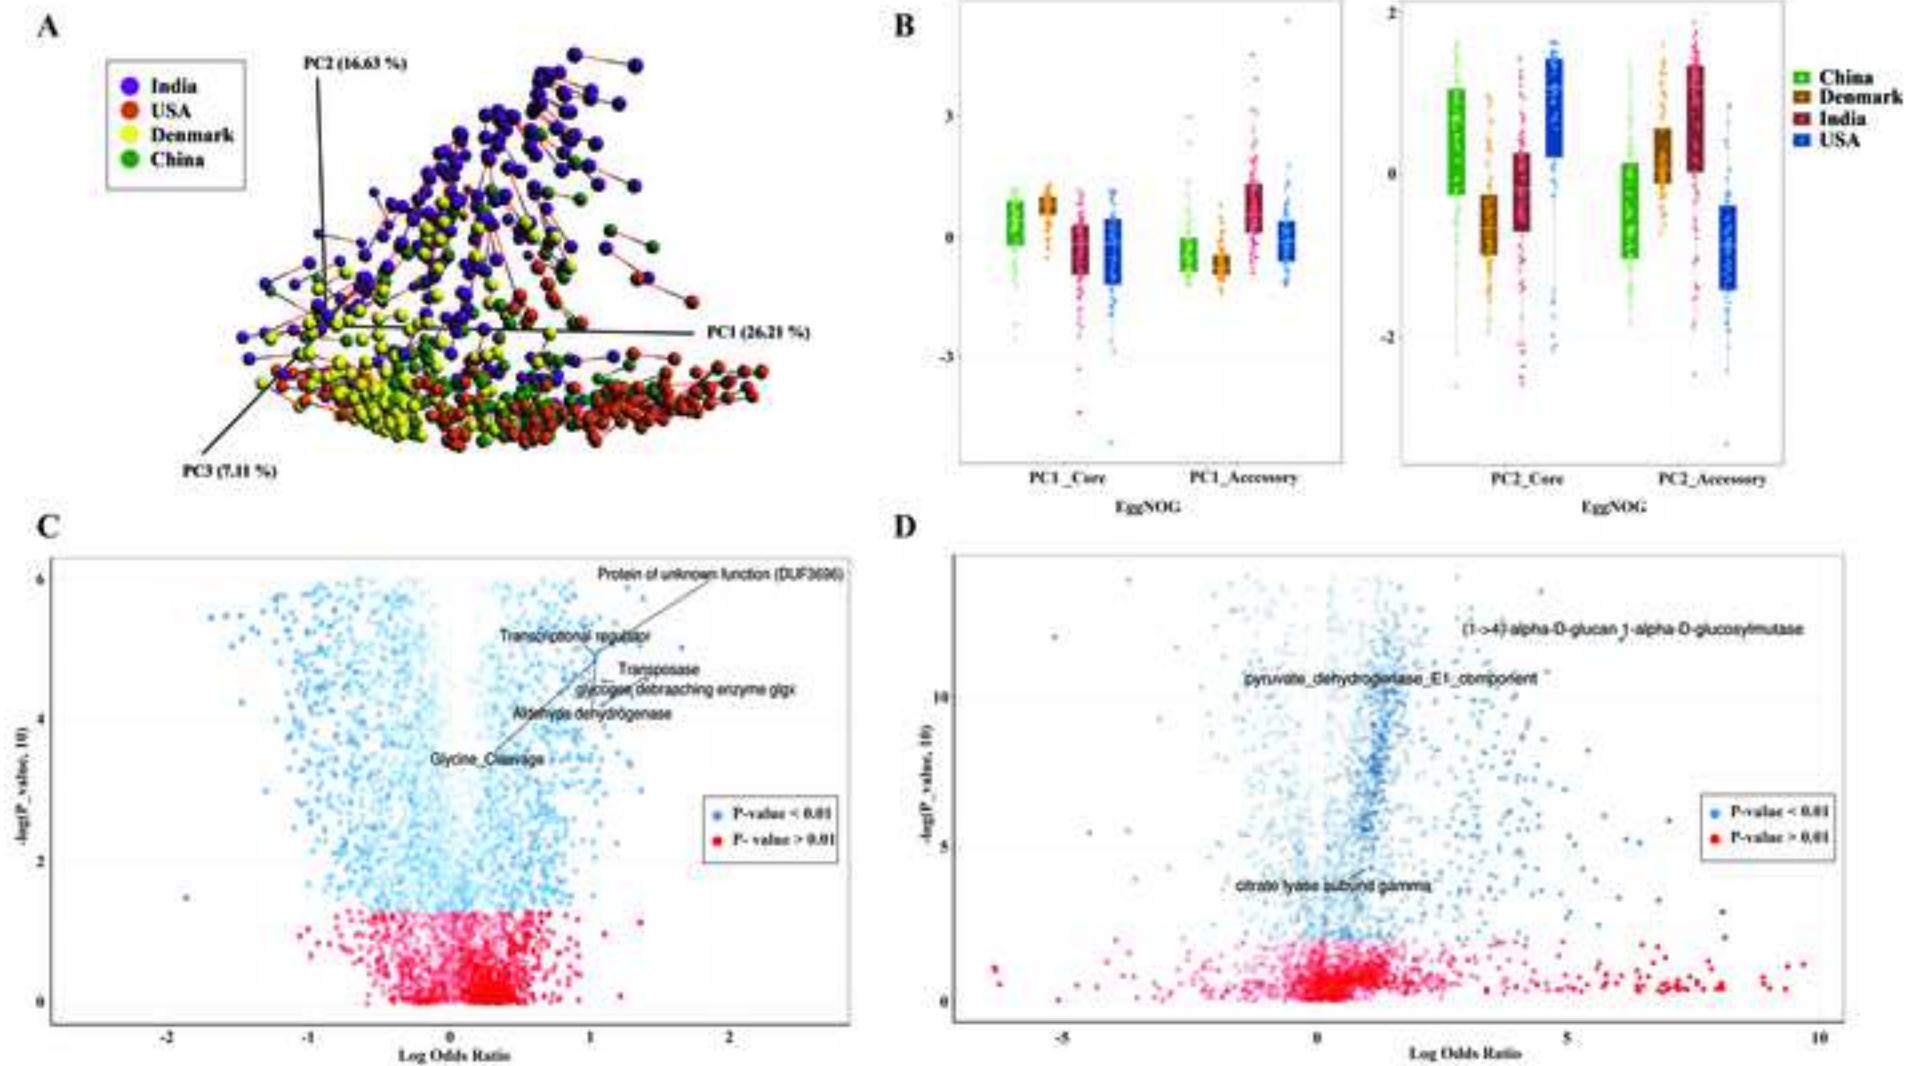 A
PC2 (16.63 %)
India
USA
Denmark
China
PC1 (26.21 %)
PC3 (7.11 %)
B
3
0
-3
PC1 _Core
PC1_Accessory
EggNOG
2
0
-2
PC2_Core
PC2_Accessory
EggNOG
China
Denmark
India
USA
C
6
4
2
0
-log(P_value, 10)
Protein of unknown function (DUF3696)
Transcriptional regulator
Transposase
glycogen debraching enzyme glgx
Aldehyde dehydrogenase
Glycine_Cleavage
P-value < 0.01
P- value > 0.01
-2
-1
0
1
2
Log Odds Ratio
D
10
5
0
-log(P_value, 10)
(1->4)-alpha-D-glucan 1-alpha-D-glucosylmutase
pyruvate_dehydrogenase_E1_component
citrate lyase subund gamma
P-value < 0.01
P-value > 0.01
-5
0
5
10
Log Odds Ratio